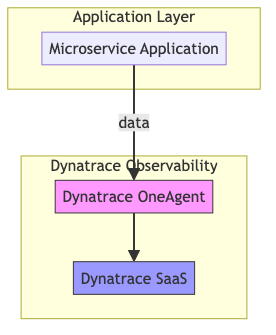 Application Layer
Microservice Application
data
Dynatrace Observability
Dynatrace OneAgent
Dynatrace SaaS